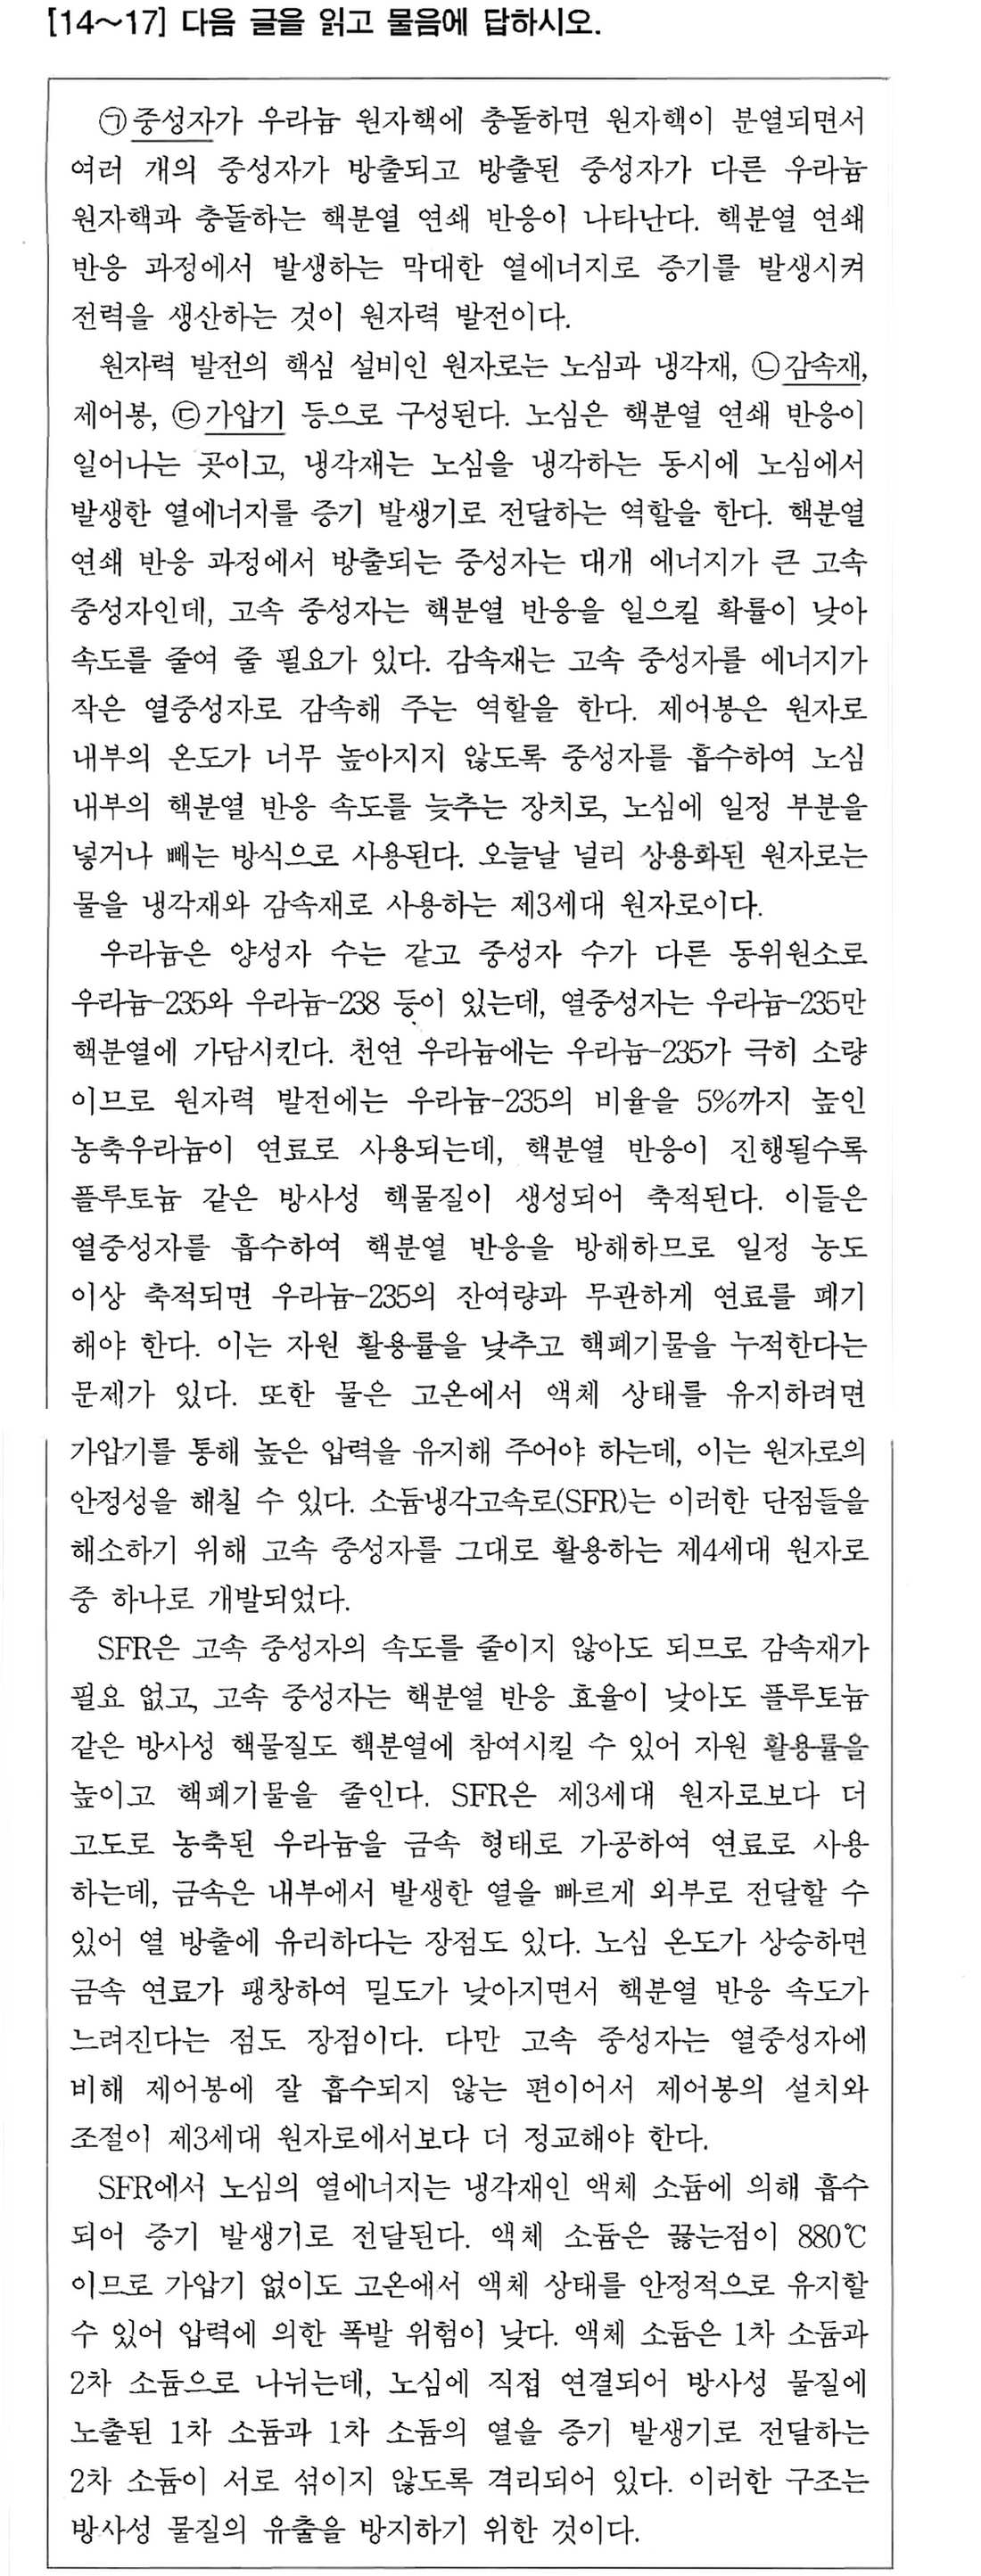 [14~17] 다음 글을 읽고 물음에 답하시오.
㉠중성자가 우라늄 원자핵에 충돌하면 원자핵이 분열되면서
여러 개의 중성자가 방출되고 방출된 중성자가 다른 우라늄
원자핵과 충돌하는 핵분열 연쇄 반응이 나타난다. 핵분열 연쇄
반응 과정에서 발생하는 막대한 열에너지로 증기를 발생시켜
전력을 생산하는 것이 원자력 발전이다.
원자력 발전의 핵심 설비인 원자로는 노심과 냉각재, ㉡감속재,
제어봉, ㉢가압기 등으로 구성된다. 노심은 핵분열 연쇄 반응이
일어나는 곳이고, 냉각재는 노심을 냉각하는 동시에 노심에서
발생한 열에너지를 증기 발생기로 전달하는 역할을 한다. 핵분열
연쇄 반응 과정에서 방출되는 중성자는 대개 에너지가 큰 고속
중성자인데, 고속 중성자는 핵분열 반응을 일으킬 확률이 낮아
속도를 줄여 줄 필요가 있다. 감속재는 고속 중성자를 에너지가
작은 열중성자로 감속해 주는 역할을 한다. 제어봉은 원자로
내부의 온도가 너무 높아지지 않도록 중성자를 흡수하여 노심
내부의 핵분열 반응 속도를 늦추는 장치로, 노심에 일정 부분을
넣거나 빼는 방식으로 사용된다. 오늘날 널리 상용화된 원자로는
물을 냉각재와 감속재로 사용하는 제3세대 원자로이다.
우라늄은 양성자 수는 같고 중성자 수가 다른 동위원소로
우라늄-235와 우라늄-238 등이 있는데, 열중성자는 우라늄-235만
핵분열에 가담시킨다. 천연 우라늄에는 우라늄-235가 극히 소량
이므로 원자력 발전에는 우라늄-235의 비율을 5%까지 높인
농축우라늄이 연료로 사용되는데, 핵분열 반응이 진행될수록
플루토늄 같은 방사성 핵물질이 생성되어 축적된다. 이들은
열중성자를 흡수하여 핵분열 반응을 방해하므로 일정 농도
이상 축적되면 우라늄-235의 잔여량과 무관하게 연료를 폐기
해야 한다. 이는 자원 활용률을 낮추고 핵폐기물을 누적한다는
문제가 있다. 또한 물은 고온에서 액체 상태를 유지하려면
가압기를 통해 높은 압력을 유지해 주어야 하는데, 이는 원자로의
안정성을 해칠 수 있다. 소듐냉각고속로(SFR)는 이러한 단점들을
해소하기 위해 고속 중성자를 그대로 활용하는 제4세대 원자로
중 하나로 개발되었다.
SFR은 고속 중성자의 속도를 줄이지 않아도 되므로 감속재가
필요 없고, 고속 중성자는 핵분열 반응 효율이 낮아도 플루토늄
같은 방사성 핵물질도 핵분열에 참여시킬 수 있어 자원 활용률을
높이고 핵폐기물을 줄인다. SFR은 제3세대 원자로보다 더
고도로 농축된 우라늄을 금속 형태로 가공하여 연료로 사용
하는데, 금속은 내부에서 발생한 열을 빠르게 외부로 전달할 수
있어 열 방출에 유리하다는 장점도 있다. 노심 온도가 상승하면
금속 연료가 팽창하여 밀도가 낮아지면서 핵분열 반응 속도가
느려진다는 점도 장점이다. 다만 고속 중성자는 열중성자에
비해 제어봉에 잘 흡수되지 않는 편이어서 제어봉의 설치와
조절이 제3세대 원자로에서보다 더 정교해야 한다.
SFR에서 노심의 열에너지는 냉각재인 액체 소듐에 의해 흡수
되어 증기 발생기로 전달된다. 액체 소듐은 끓는점이 880℃
이므로 가압기 없이도 고온에서 액체 상태를 안정적으로 유지할
수 있어 압력에 의한 폭발 위험이 낮다. 액체 소듐은 1차 소듐과
2차 소듐으로 나뉘는데, 노심에 직접 연결되어 방사성 물질에
노출된 1차 소듐과 1차 소듐의 열을 증기 발생기로 전달하는
2차 소듐이 서로 섞이지 않도록 격리되어 있다. 이러한 구조는
방사성 물질의 유출을 방지하기 위한 것이다.